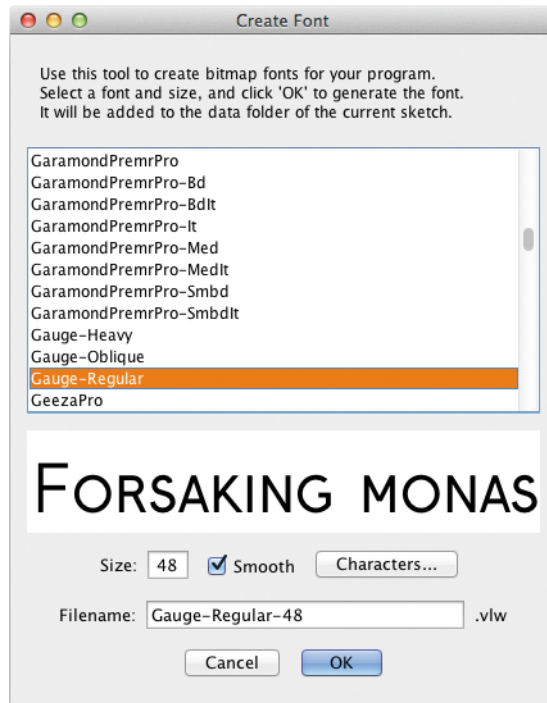 Create Font
Use this tool to create bitmap fonts for your program.
Select a font and size, and click 'OK' to generate the font.
It will be added to the data folder of the current sketch.
GaramondPremrPro
GaramondPremrPro-Bd
GaramondPremrPro-BdIt
GaramondPremrPro-It
GaramondPremrPro-Med
GaramondPremrPro-MedIt
GaramondPremrPro-Smbd
GaramondPremrPro-SmbdIt
Gauge-Heavy
Gauge-Oblique
Gauge-Regular
GeezaPro
Forsaking monas
Size: 48 Smooth Characters...
Filename: Gauge-Regular-48 .vlw
Cancel OK